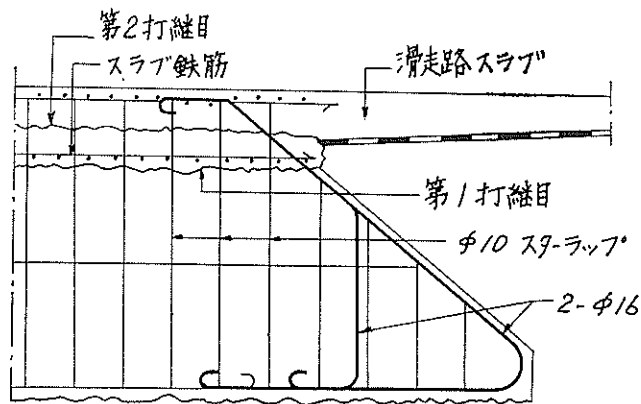 第2打継目
スラブ鉄筋
滑走路スラブ
第1打継目
φ10 スターラップ
2-φ16